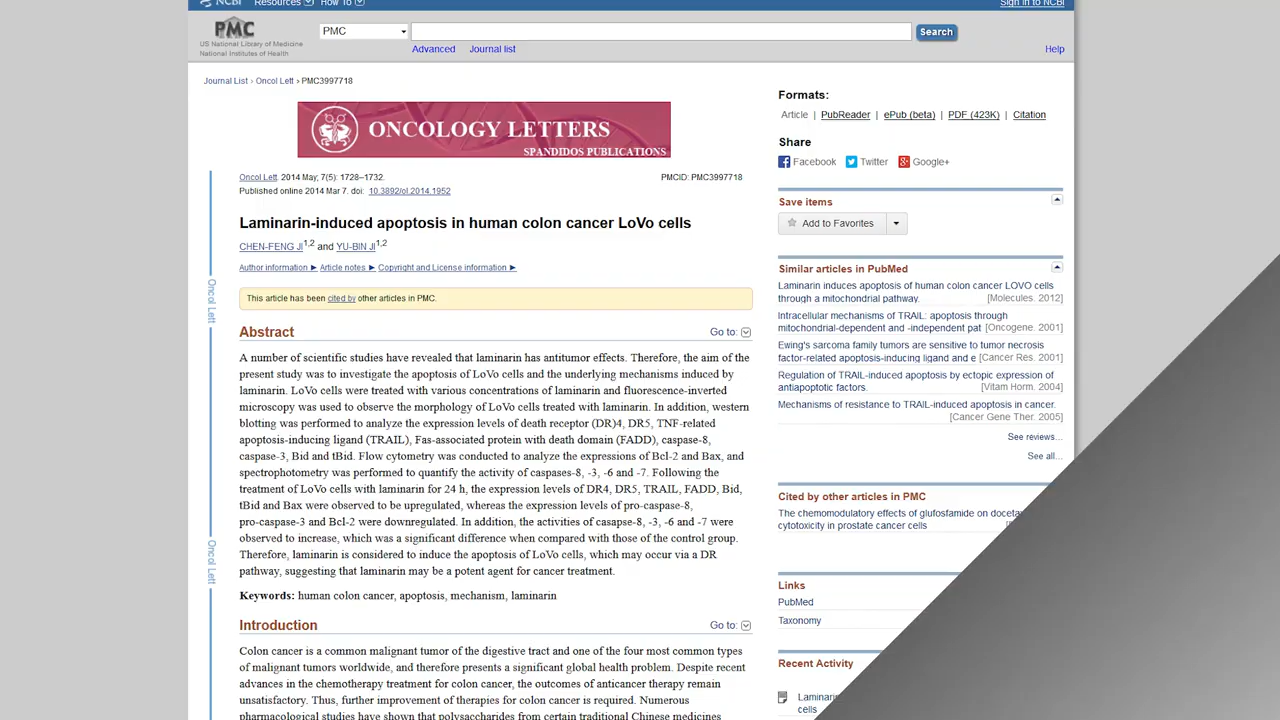 NCBI Resources How To Sign in to NCBI
PMC
US National Library of Medicine
National Institutes of Health
PMC
Search
Advanced Journal list
Help
Journal List › Oncol Lett › PMC3997718
ONCOLOGY LETTERS
SPANDIDOS PUBLICATIONS
Oncol Lett. 2014 May; 7(5): 1728–1732.
PMCID: PMC3997718
Published online 2014 Mar 7. doi: 10.3892/ol.2014.1952
Laminarin-induced apoptosis in human colon cancer LoVo cells
CHEN-FENG JI1,2 and YU-BIN JI1,2
Author information ► Article notes ► Copyright and License information ►
This article has been cited by other articles in PMC.
Oncol Lett
Oncol Lett
Abstract
Go to:
A number of scientific studies have revealed that laminarin has antitumor effects. Therefore, the aim of the
present study was to investigate the apoptosis of LoVo cells and the underlying mechanisms induced by
laminarin. LoVo cells were treated with various concentrations of laminarin and fluorescence-inverted
microscopy was used to observe the morphology of LoVo cells treated with laminarin. In addition, western
blotting was performed to analyze the expression levels of death receptor (DR)4, DR5, TNF-related
apoptosis-inducing ligand (TRAIL), Fas-associated protein with death domain (FADD), caspase-8,
caspase-3, Bid and tBid. Flow cytometry was conducted to analyze the expressions of Bcl-2 and Bax, and
spectrophotometry was performed to quantify the activity of caspases-8, -3, -6 and -7. Following the
treatment of LoVo cells with laminarin for 24 h, the expression levels of DR4, DR5, TRAIL, FADD, Bid,
tBid and Bax were observed to be upregulated, whereas the expression levels of pro-caspase-8,
pro-caspase-3 and Bcl-2 were downregulated. In addition, the activities of casapse-8, -3, -6 and -7 were
observed to increase, which was a significant difference when compared with those of the control group.
Therefore, laminarin is considered to induce the apoptosis of LoVo cells, which may occur via a DR
pathway, suggesting that laminarin may be a potent agent for cancer treatment.
Keywords: human colon cancer, apoptosis, mechanism, laminarin
Introduction
Go to:
Colon cancer is a common malignant tumor of the digestive tract and one of the four most common types
of malignant tumors worldwide, and therefore presents a significant global health problem. Despite recent
advances in the chemotherapy treatment for colon cancer, the outcomes of anticancer therapy remain
unsatisfactory. Thus, further improvement of therapies for colon cancer is required. Numerous
pharmacological studies have shown that polysaccharides from certain traditional Chinese medicines
Formats:
Article | PubReader | ePub (beta) | PDF (423K) | Citation
Share
Facebook Twitter Google+
Save items
Add to Favorites
Similar articles in PubMed
Laminarin induces apoptosis of human colon cancer LOVO cells
through a mitochondrial pathway. [Molecules. 2012]
Intracellular mechanisms of TRAIL: apoptosis through
mitochondrial-dependent and -independent pat [Oncogene. 2001]
Ewing's sarcoma family tumors are sensitive to tumor necrosis
factor-related apoptosis-inducing ligand and e [Cancer Res. 2001]
Regulation of TRAIL-induced apoptosis by ectopic expression of
antiapoptotic factors. [Vitam Horm. 2004]
Mechanisms of resistance to TRAIL-induced apoptosis in cancer.
[Cancer Gene Ther. 2005]
See reviews...
See all...
Cited by other articles in PMC
The chemomodulatory effects of glufosfamide on doceta
cytotoxicity in prostate cancer cells
Links
PubMed
Taxonomy
Recent Activity
Laminari
cells